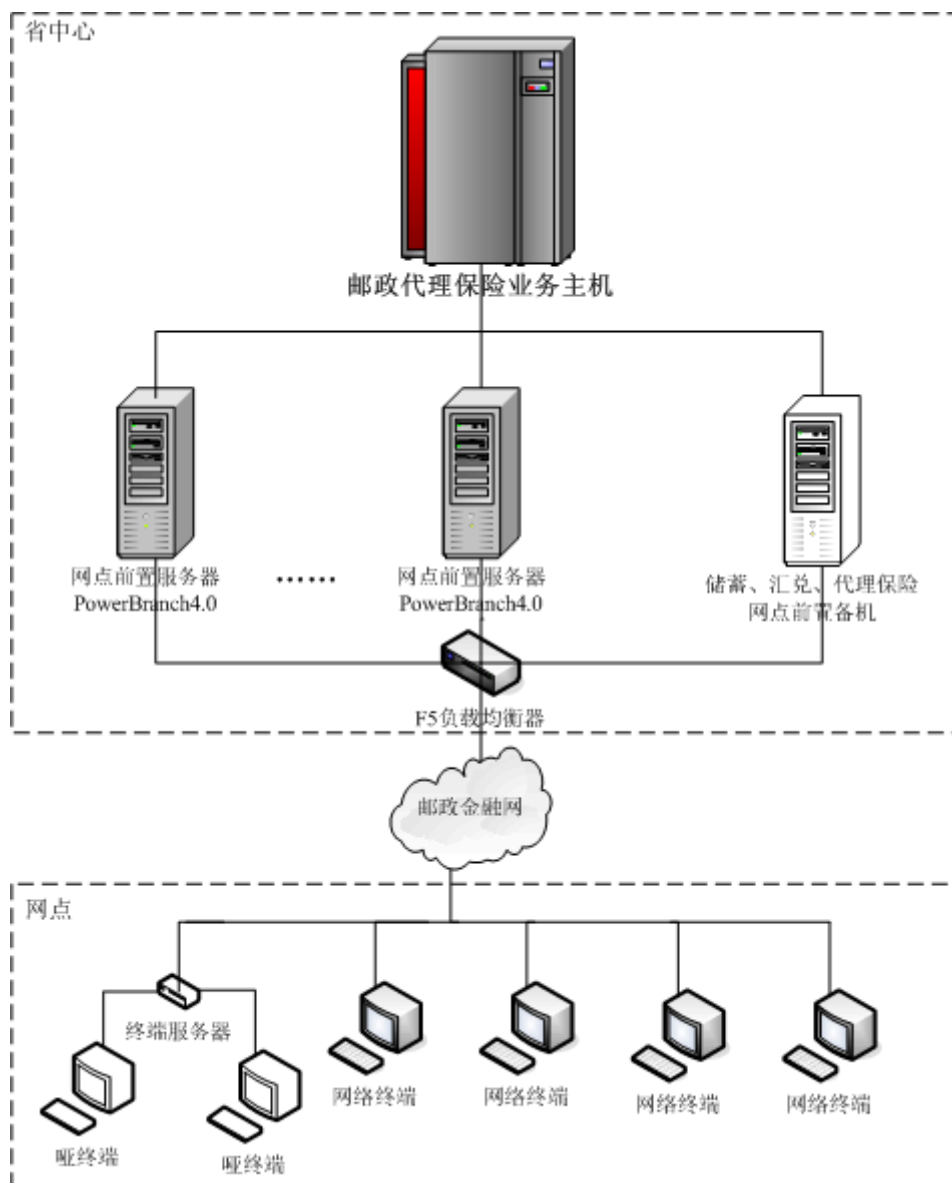 省中心
邮政代理保险业务主机
网点前置服务器
PowerBranch4.0
······
网点前置服务器
PowerBranch4.0
储蓄、汇兑、代理保险
网点前置备机
F5负载均衡器
邮政金融网
网点
终端服务器
网络终端
网络终端
网络终端
网络终端
哑终端
哑终端